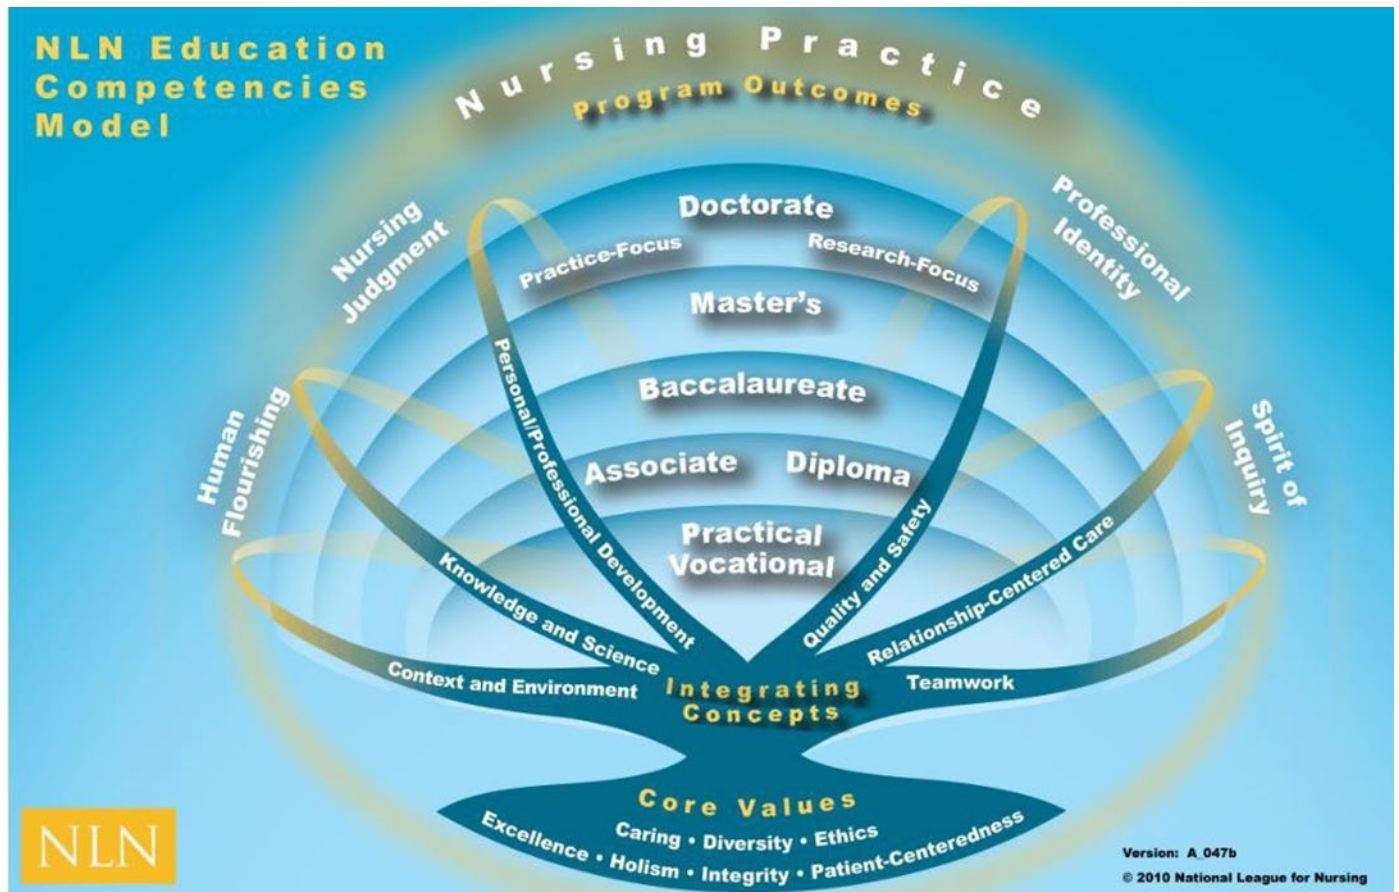 NLN Education
Competencies
Model
Nursing Practice
Program Outcomes
Human
Flourishing
Nursing
Judgment
Professional
Identity
Spirit of
Inquiry
Doctorate
Practice-Focus
Research-Focus
Master's
Baccalaureate
Associate
Diploma
Practical
Vocational
Context and Environment
Knowledge and Science
Personal/Professional Development
Quality and Safety
Relationship-Centered Care
Teamwork
Integrating
Concepts
Core Values
Caring • Diversity • Ethics
Excellence • Holism • Integrity • Patient-Centeredness
NLN
Version: A_047b
© 2010 National League for Nursing